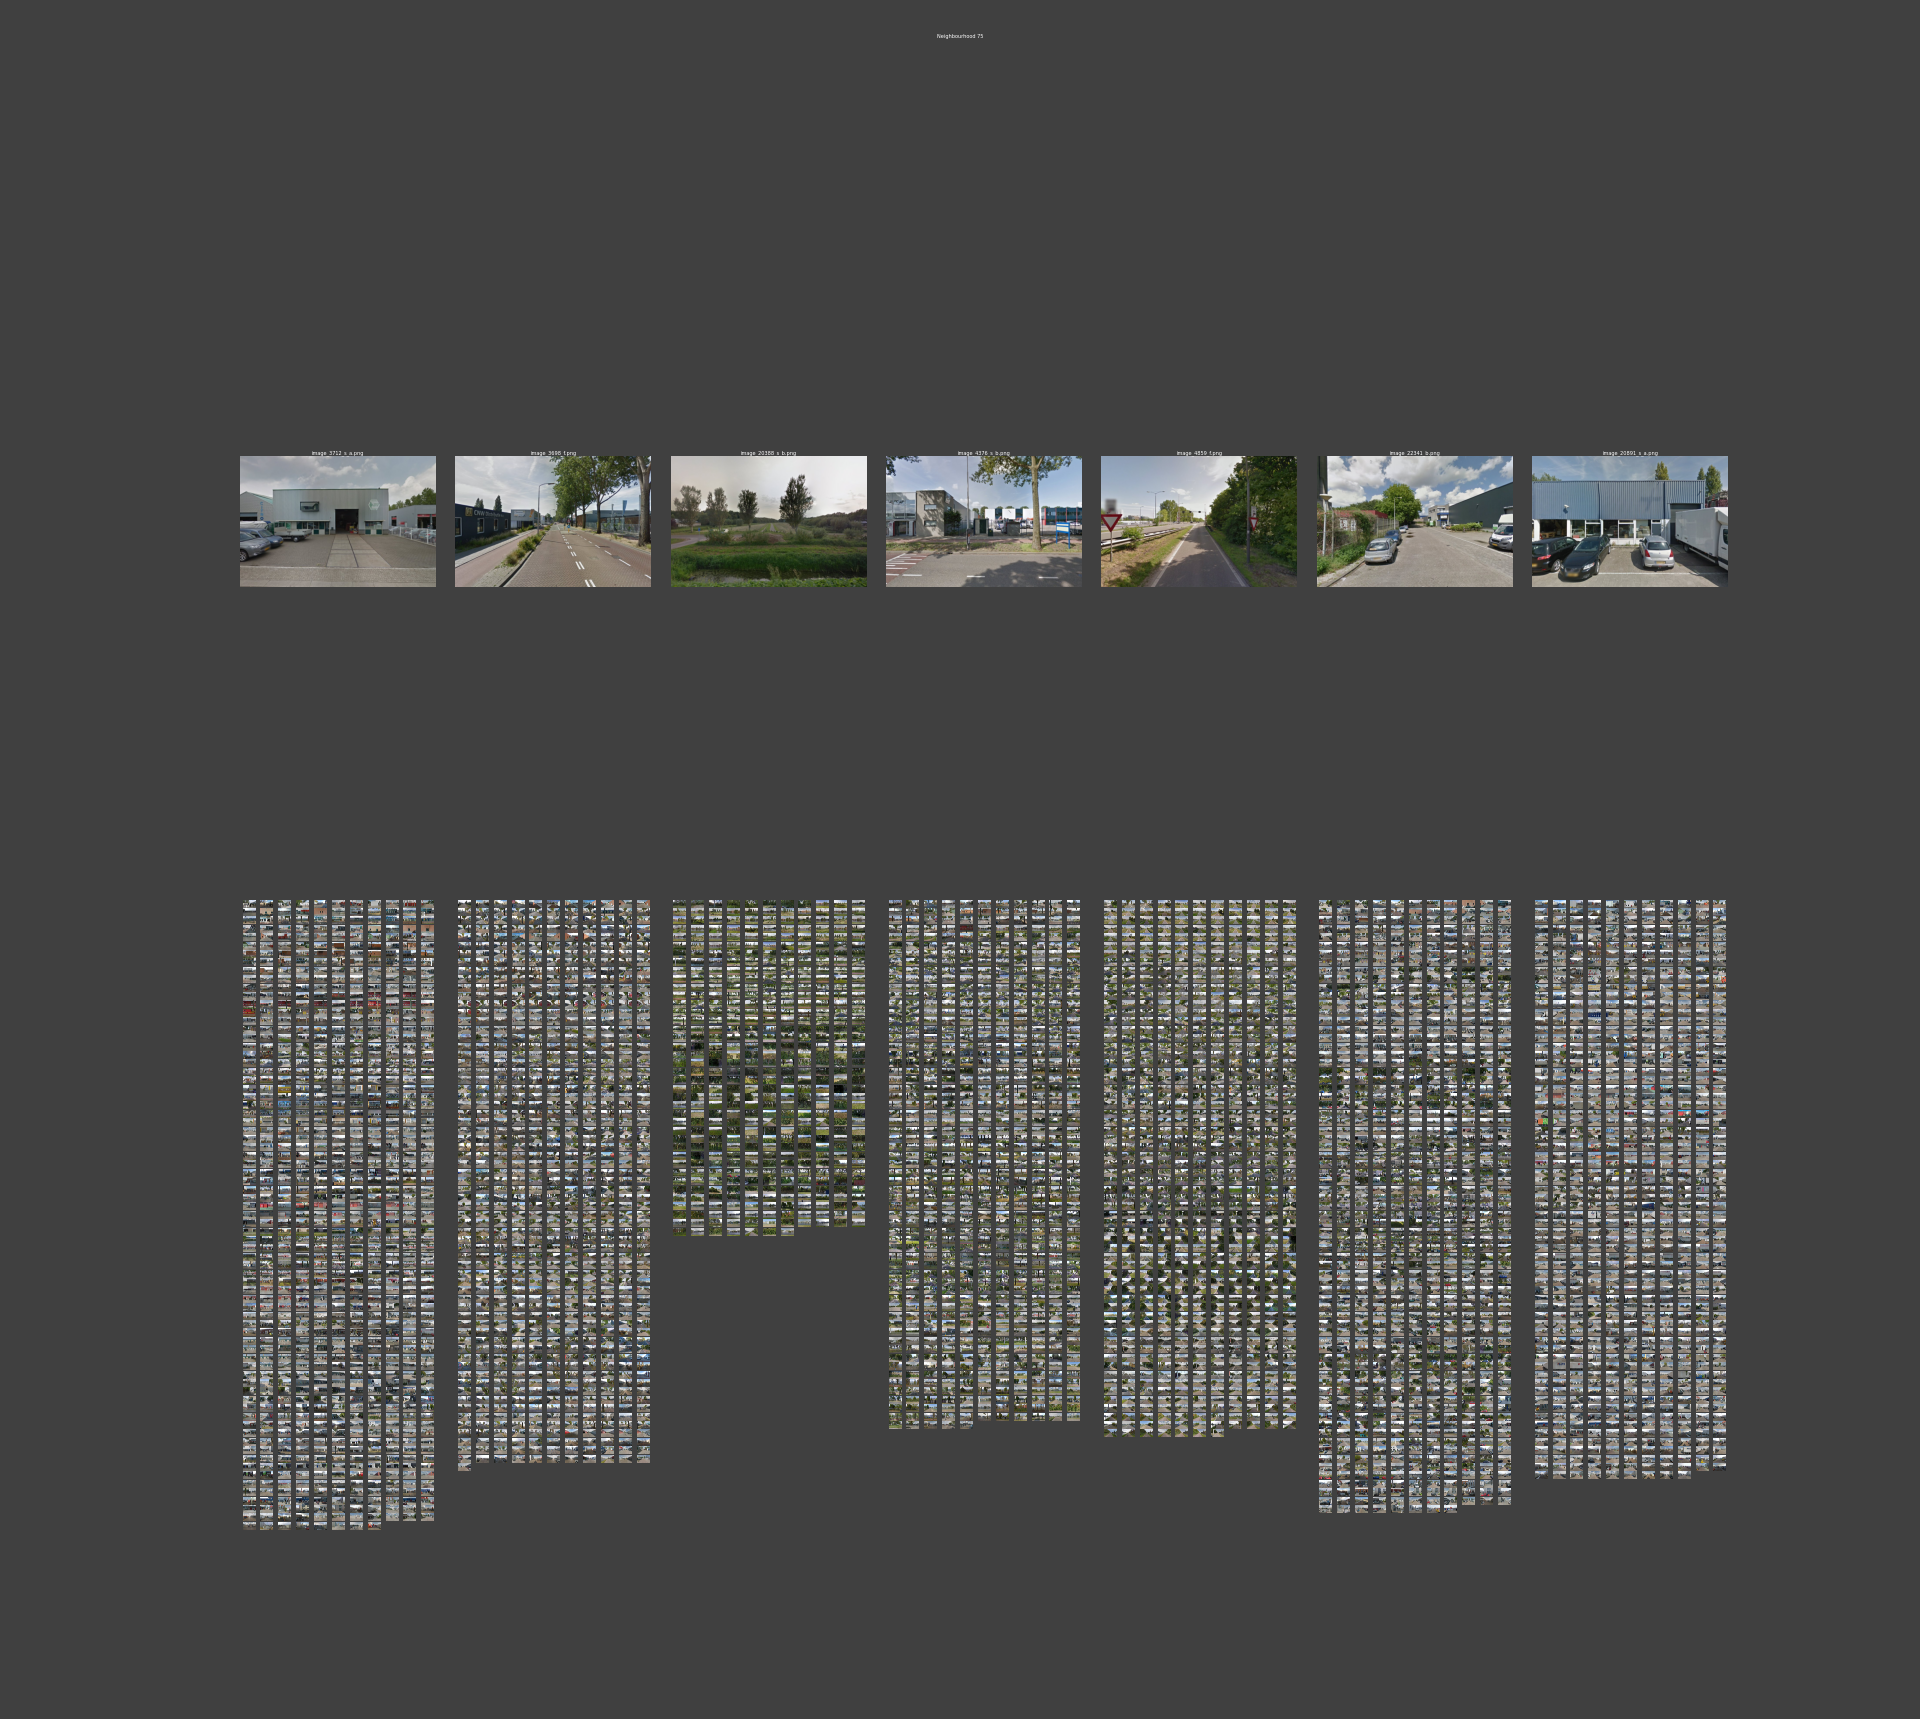 Neighbourhood 75
image_3712_s_a.png
image_3698_f.png
image_20388_s_b.png
image_4376_s_b.png
image_4859_f.png
image_22341_b.png
image_20891_s_a.png